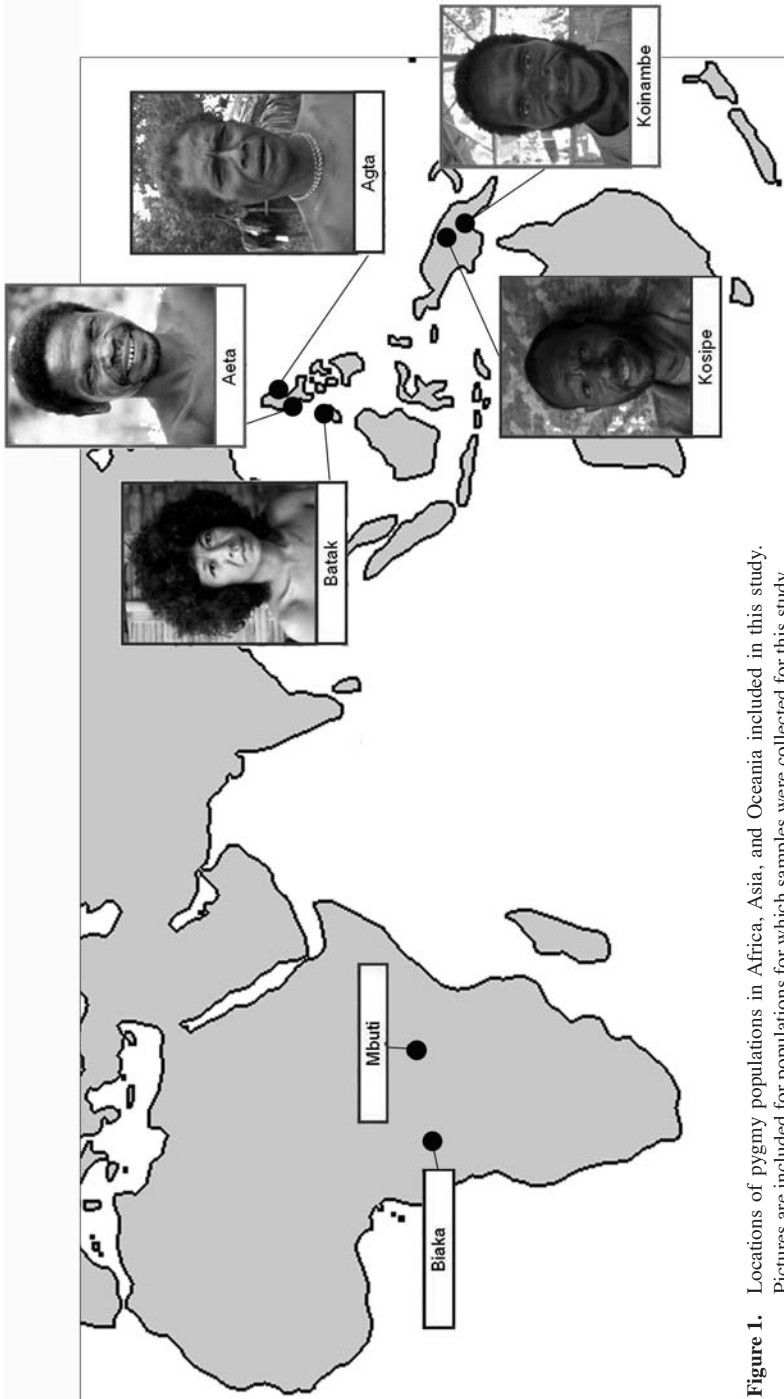 Aeta
Agta
Batak
Koinambe
Kosipe
Mbuti
Biaka
Figure 1. Locations of pygmy populations in Africa, Asia, and Oceania included in this study.
Pictures are included for populations for which samples were collected for this study.